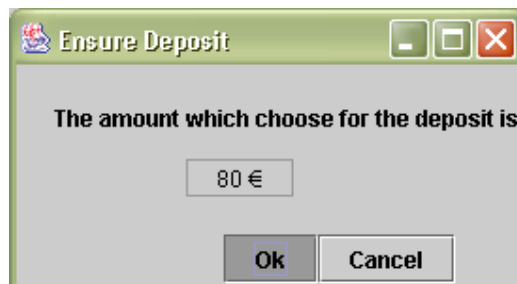 Ensure Deposit
The amount which choose for the deposit is
80 €
Ok Cancel